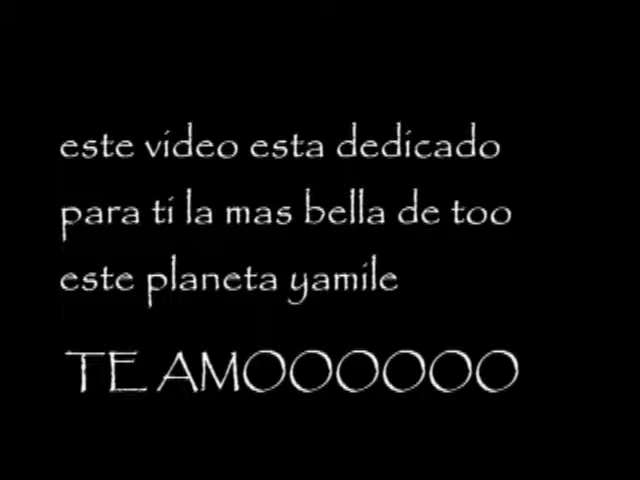 este video esta dedicado
para ti la mas bella de too
este planeta yamile
TE AMOOOOOO